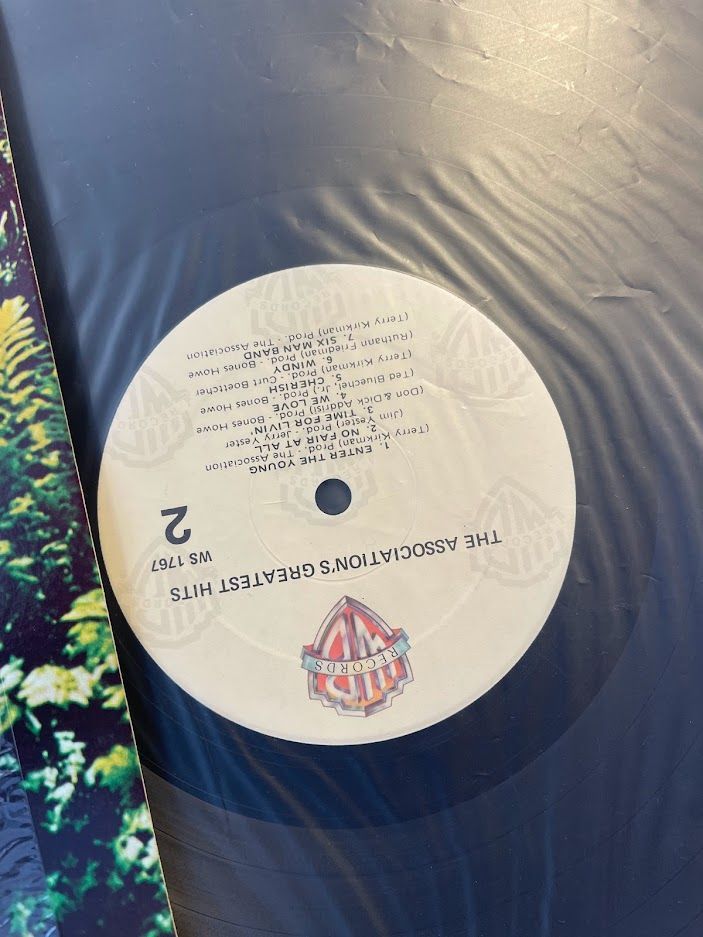 WB
RECORDS
THE ASSOCIATION'S GREATEST HITS
WS 1767
2
1. ENTER THE YOUNG
(Terry Kirkman) Prod. - The Association
2. NO FAIR AT ALL
(Jim Yester) Prod. - Jerry Yester
3. TIME FOR LIVIN'
(Don & Dick Addrisi) Prod. - Bones Howe
4. WE LOVE
(Ted Bluechel, Jr.) Prod. - Bones Howe
5. CHERISH
(Terry Kirkman) Prod. - Curt Boettcher
6. WINDY
(Ruthann Friedman) Prod. - Bones Howe
7. SIX MAN BAND
(Terry Kirkman) Prod. - The Association